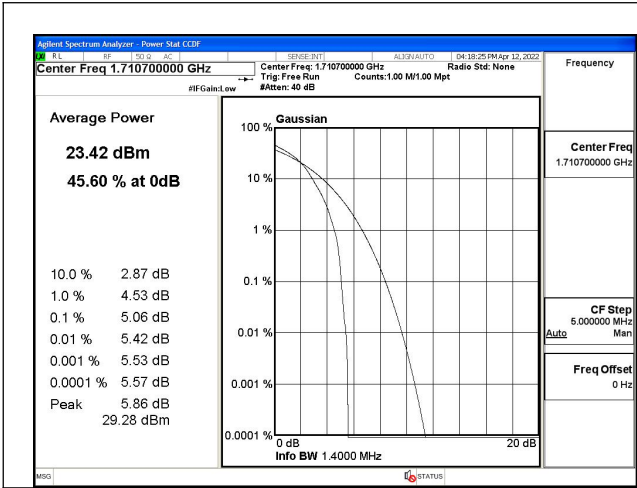 Agilent Spectrum Analyzer - Power Stat CCDF
RL RF 50 Ω AC SENSE:INT ALIGNAUTO 04:18:25 PM Apr 12, 2022
Center Freq 1.710700000 GHz
Center Freq: 1.710700000 GHz Radio Std: None
Trig: Free Run Counts:1.00 M/1.00 Mpt
#IFGain:Low #Atten: 40 dB
Frequency
Average Power
23.42 dBm
45.60 % at 0dB
10.0 % 2.87 dB
1.0 % 4.53 dB
0.1 % 5.06 dB
0.01 % 5.42 dB
0.001 % 5.53 dB
0.0001 % 5.57 dB
Peak 5.86 dB
29.28 dBm
Gaussian
100 %
10 %
1 %
0.1 %
0.01 %
0.001 %
0.0001 %
0 dB 20 dB
Info BW 1.4000 MHz
Center Freq
1.710700000 GHz
CF Step
5.000000 MHz
Auto Man
Freq Offset
0 Hz
MSG STATUS